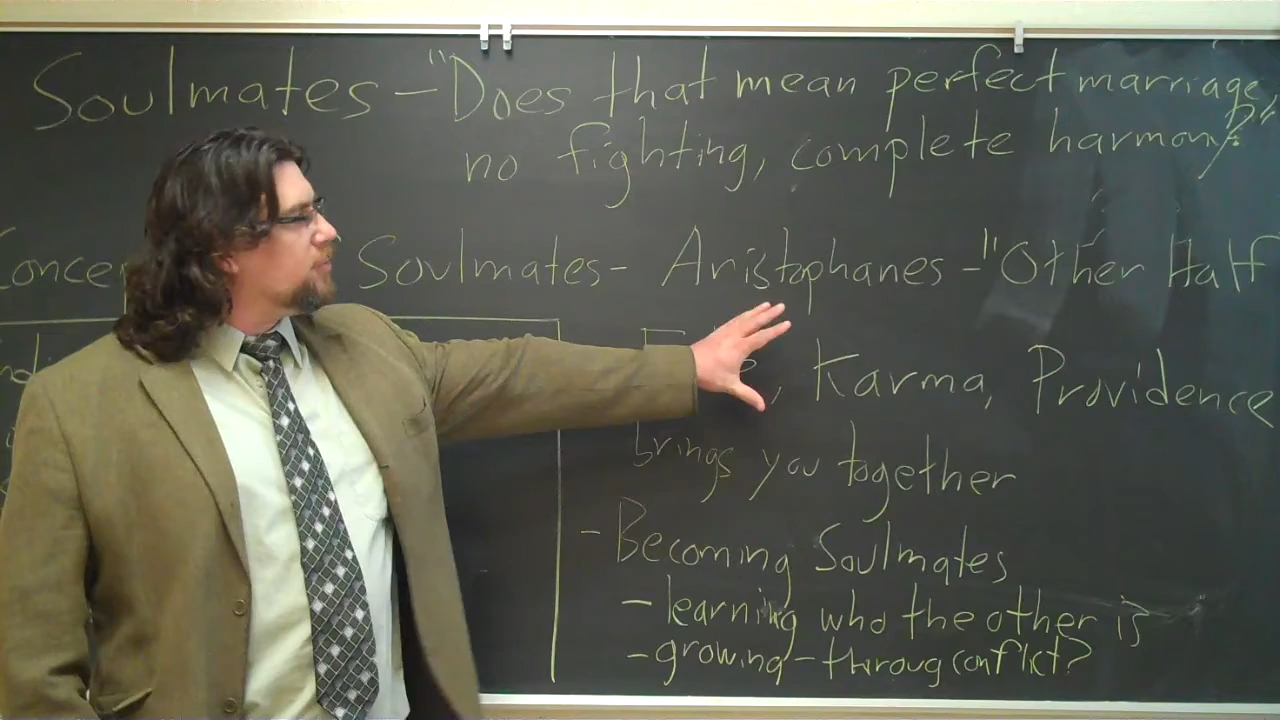 Soulmates - "Does that mean perfect marriage,
no fighting, complete harmony?"
Soulmates - Aristophanes - "Other Half
, Karma, Providence
brings you together
- Becoming Soulmates
- learning who the other is
- growing - throug conflict?